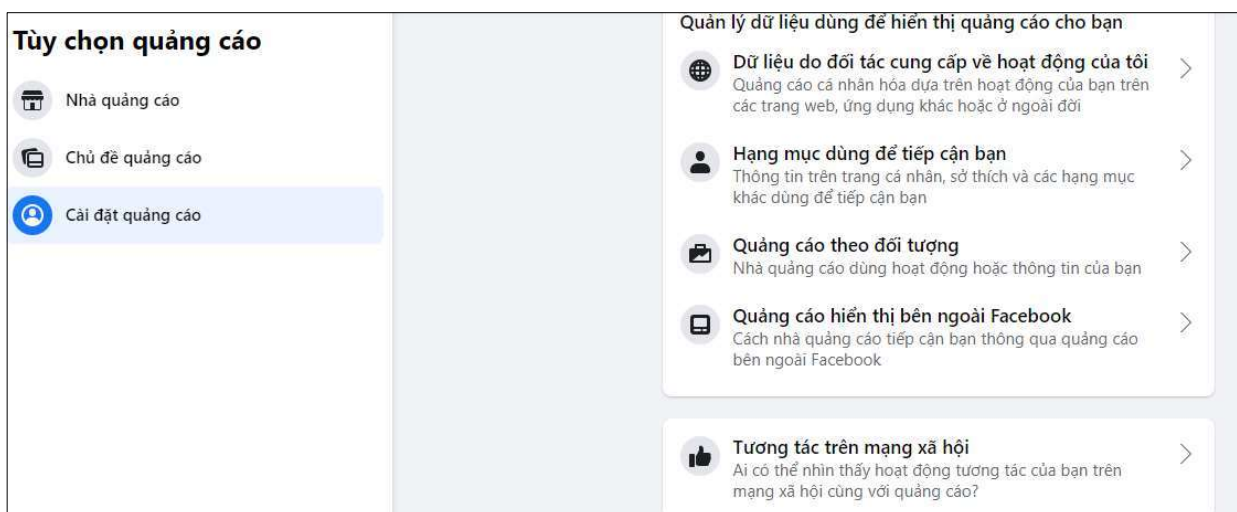 Tùy chọn quảng cáo
Nhà quảng cáo
Chủ đề quảng cáo
Cài đặt quảng cáo
Quản lý dữ liệu dùng để hiển thị quảng cáo cho bạn
Dữ liệu do đối tác cung cấp về hoạt động của tôi
Quảng cáo cá nhân hóa dựa trên hoạt động của bạn trên
các trang web, ứng dụng khác hoặc ở ngoài đời
Hạng mục dùng để tiếp cận bạn
Thông tin trên trang cá nhân, sở thích và các hạng mục
khác dùng để tiếp cận bạn
Quảng cáo theo đối tượng
Nhà quảng cáo dùng hoạt động hoặc thông tin của bạn
Quảng cáo hiển thị bên ngoài Facebook
Cách nhà quảng cáo tiếp cận bạn thông qua quảng cáo
bên ngoài Facebook
Tương tác trên mạng xã hội
Ai có thể nhìn thấy hoạt động tương tác của bạn trên
mạng xã hội cùng với quảng cáo?